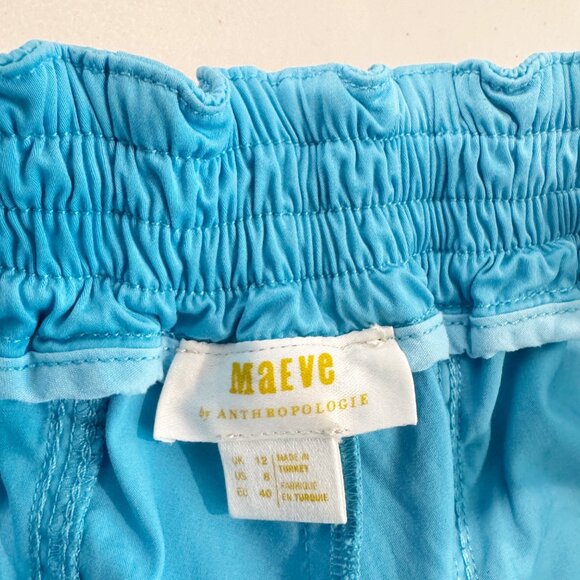 MAEVE
by ANTHROPOLOGIE
UK 12
US 8
EU 40
MADE IN
TURKEY
FABRIQUÉ
EN TURQUIE